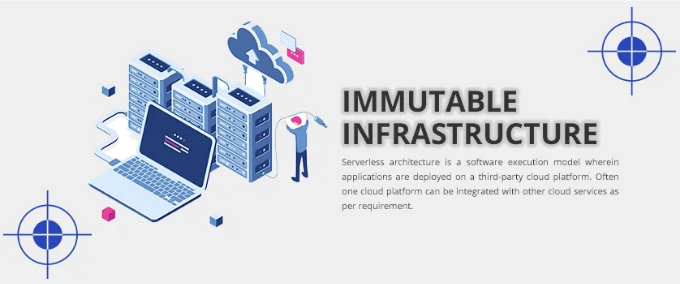 IMMUTABLE
INFRASTRUCTURE
Serverless architecture is a software execution model wherein
applications are deployed on a third-party cloud platform. Often
one cloud platform can be integrated with other cloud services as
per requirement.